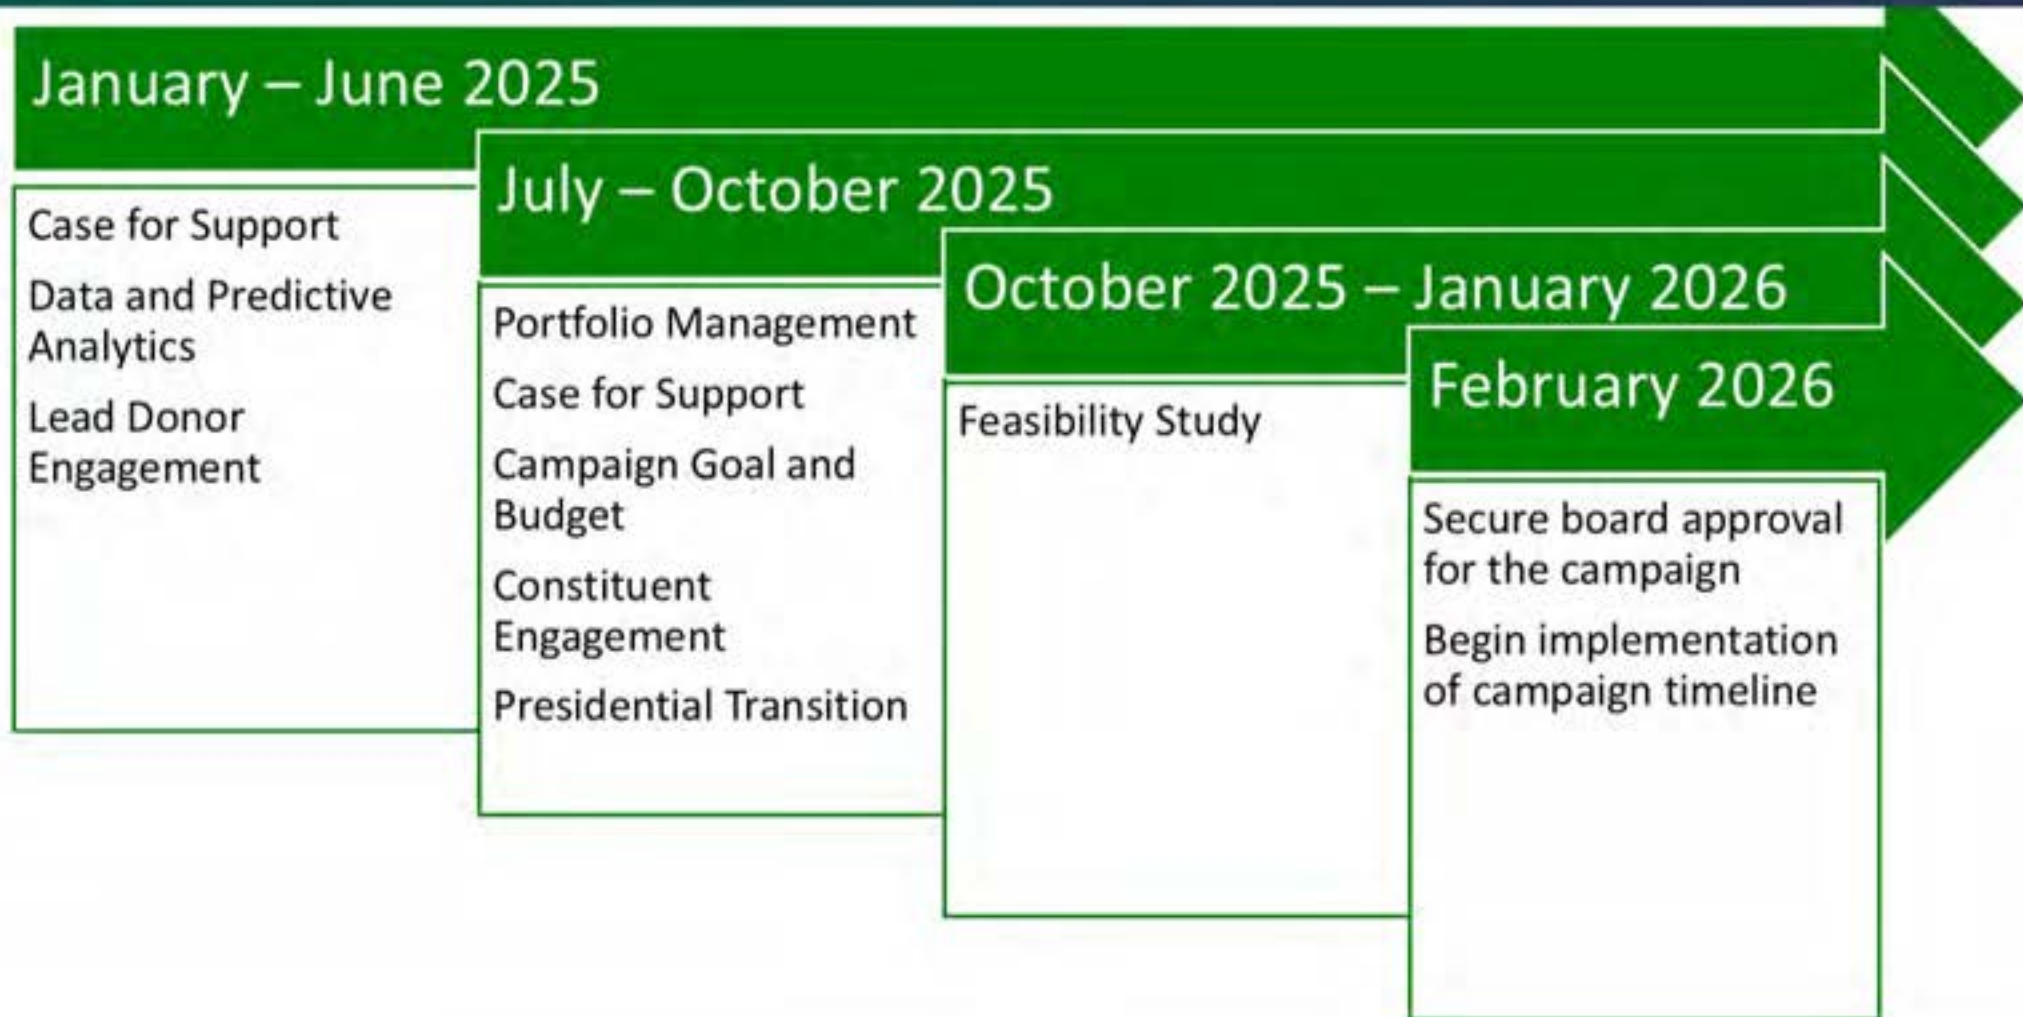 January – June 2025
Case for Support
Data and Predictive
Analytics
Lead Donor
Engagement
July – October 2025
Portfolio Management
Case for Support
Campaign Goal and
Budget
Constituent
Engagement
Presidential Transition
October 2025 – January 2026
Feasibility Study
February 2026
Secure board approval
for the campaign
Begin implementation
of campaign timeline